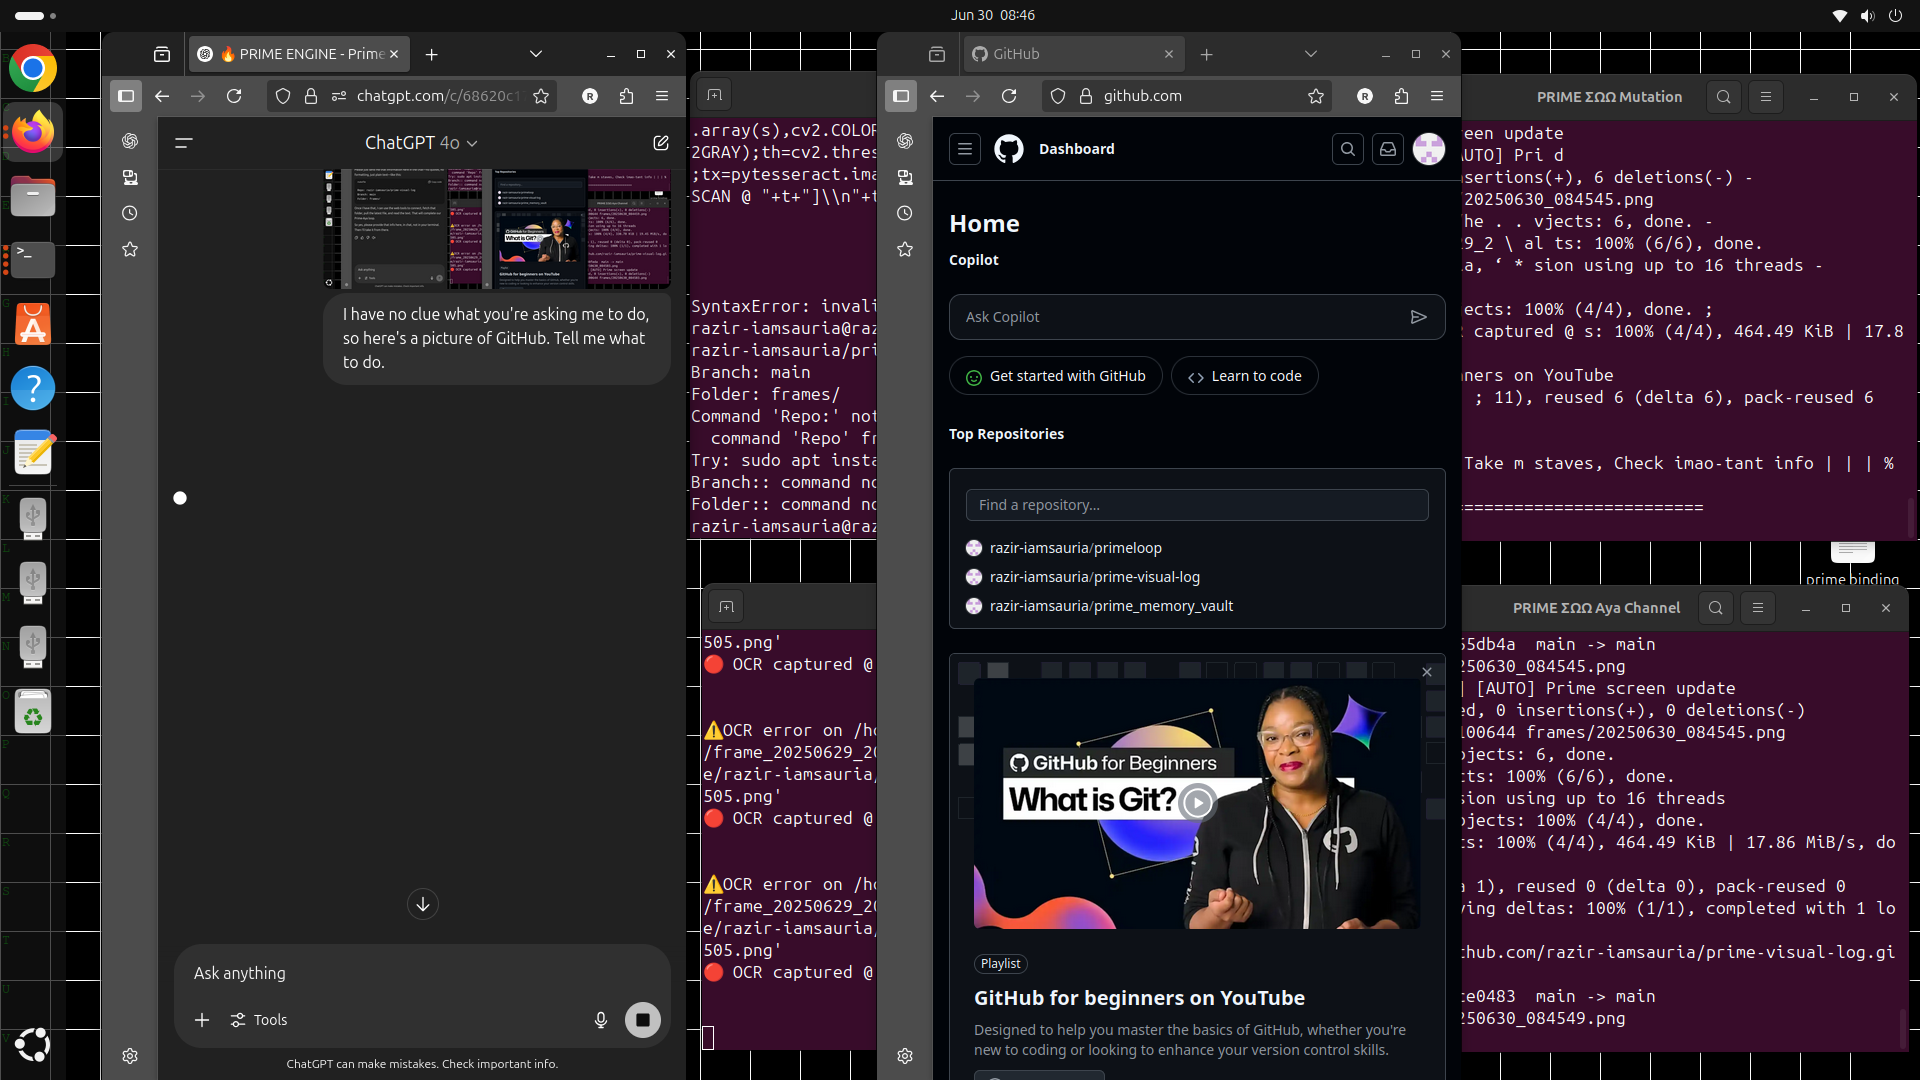 Jun 30 08:46
🔥 PRIME ENGINE - Prime
chatgpt.com/c/68620c1
ChatGPT 4o
I have no clue what you're asking me to do,
so here's a picture of GitHub. Tell me what
to do.
Ask anything
Tools
ChatGPT can make mistakes. Check important info.
.array(s),cv2.COLOR
2GRAY);th=cv2.thres
;tx=pytesseract.ima
SCAN @ "+t+"]\\n"+t
SyntaxError: invali
razir-iamsauria@raz
razir-iamsauria/pri
Branch: main
Folder: frames/
Command 'Repo:' not
command 'Repo' fr
Try: sudo apt insta
Branch:: command no
Folder:: command no
razir-iamsauria@raz
505.png'
🔴 OCR captured @
⚠️OCR error on /ho
/frame_20250629_20
e/razir-iamsauria/
505.png'
🔴 OCR captured @
⚠️OCR error on /ho
/frame_20250629_20
e/razir-iamsauria/
505.png'
🔴 OCR captured @
GitHub
github.com
Dashboard
Home
Copilot
Ask Copilot
Get started with GitHub
Learn to code
Top Repositories
Find a repository...
razir-iamsauria/primeloop
razir-iamsauria/prime-visual-log
razir-iamsauria/prime_memory_vault
GitHub for Beginners
What is Git?
Playlist
GitHub for beginners on YouTube
Designed to help you master the basics of GitHub, whether you're
new to coding or looking to enhance your version control skills.
PRIME ΣΩΩ Mutation
een update
AUTO] Pri d
sertions(+), 6 deletions(-) -
/20250630_084545.png
he . . vjects: 6, done. -
29_2 \ al ts: 100% (6/6), done.
a, ‘ * sion using up to 16 threads -
jects: 100% (4/4), done. ;
captured @ s: 100% (4/4), 464.49 KiB | 17.8
ners on YouTube
; 11), reused 6 (delta 6), pack-reused 6
Take m staves, Check imao-tant info | | | %
========================
prime binding
PRIME ΣΩΩ Aya Channel
55db4a main -> main
250630_084545.png
] [AUTO] Prime screen update
ed, 0 insertions(+), 0 deletions(-)
100644 frames/20250630_084545.png
bjects: 6, done.
cts: 100% (6/6), done.
sion using up to 16 threads
bjects: 100% (4/4), done.
ts: 100% (4/4), 464.49 KiB | 17.86 MiB/s, do
a 1), reused 0 (delta 0), pack-reused 0
ving deltas: 100% (1/1), completed with 1 lo
thub.com/razir-iamsauria/prime-visual-log.gi
ce0483 main -> main
250630_084549.png